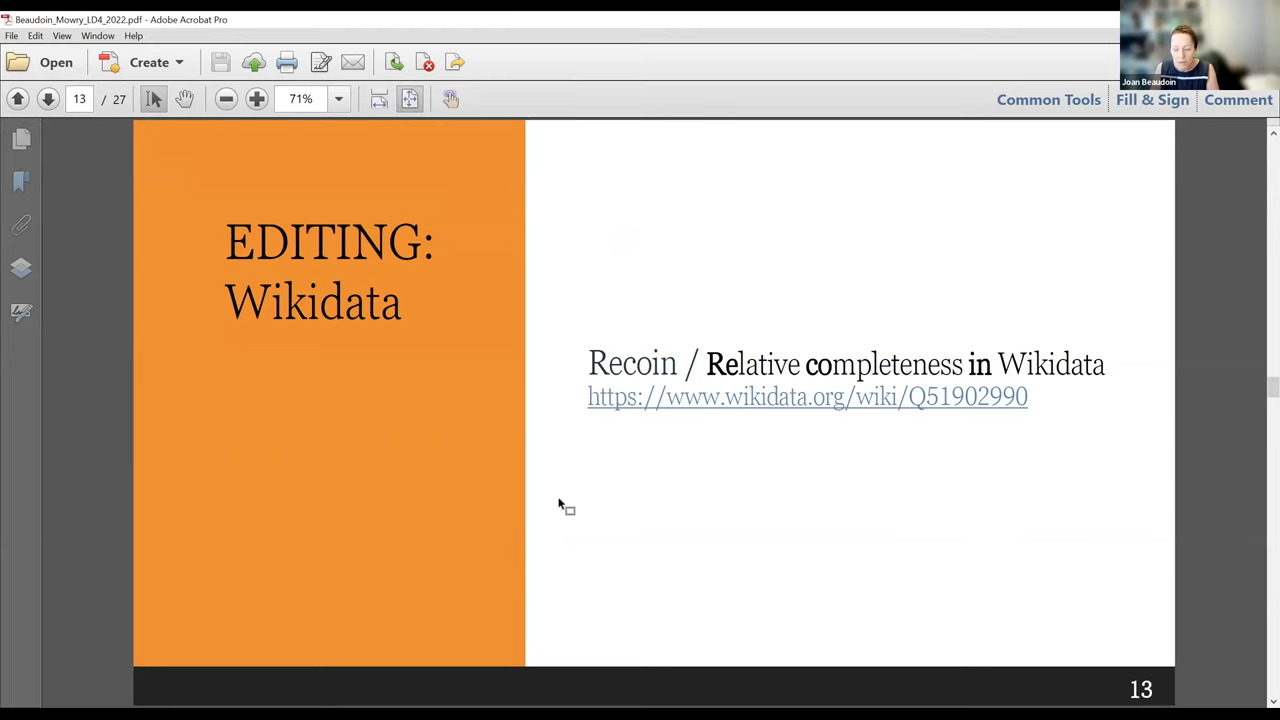 Beaudoin_Mowry_LD4_2022.pdf - Adobe Acrobat Pro
File Edit View Window Help
Open Create
13 / 27 71% Common Tools Fill & Sign Comment
Joan Beaudoin
EDITING:
Wikidata
Recoin / Relative completeness in Wikidata
https://www.wikidata.org/wiki/Q51902990
13